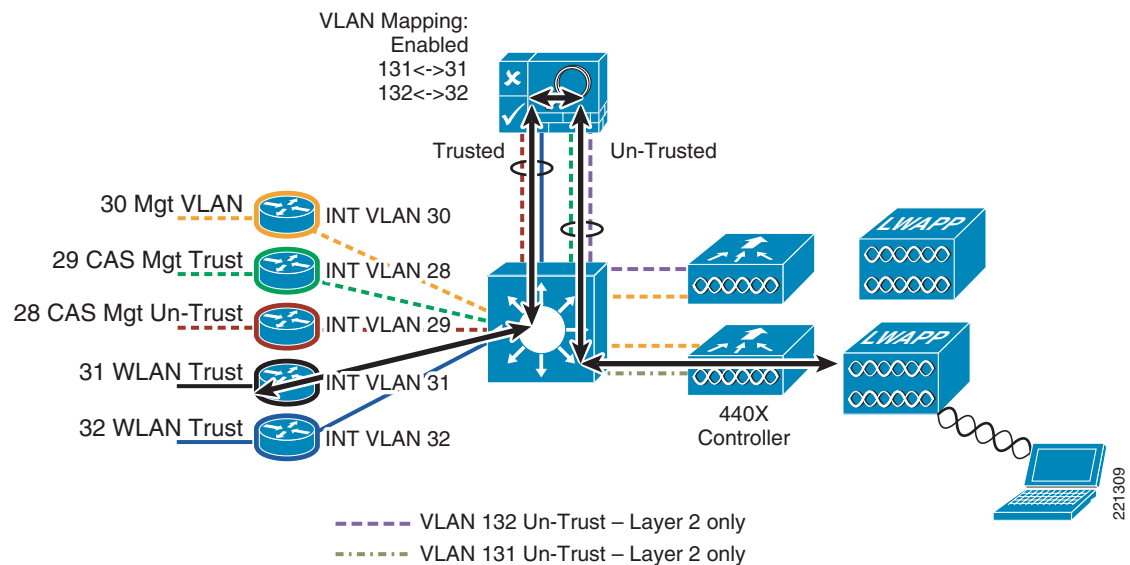 VLAN Mapping:
Enabled
131<->31
132<->32
Trusted
Un-Trusted
30 Mgt VLAN
INT VLAN 30
29 CAS Mgt Trust
INT VLAN 28
28 CAS Mgt Un-Trust
INT VLAN 29
31 WLAN Trust
INT VLAN 31
32 WLAN Trust
INT VLAN 32
LWAPP
LWAPP
440X
Controller
VLAN 132 Un-Trust – Layer 2 only
VLAN 131 Un-Trust – Layer 2 only
221309